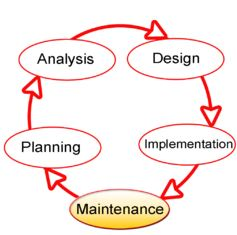 Analysis
Design
Planning
Implementation
Maintenance